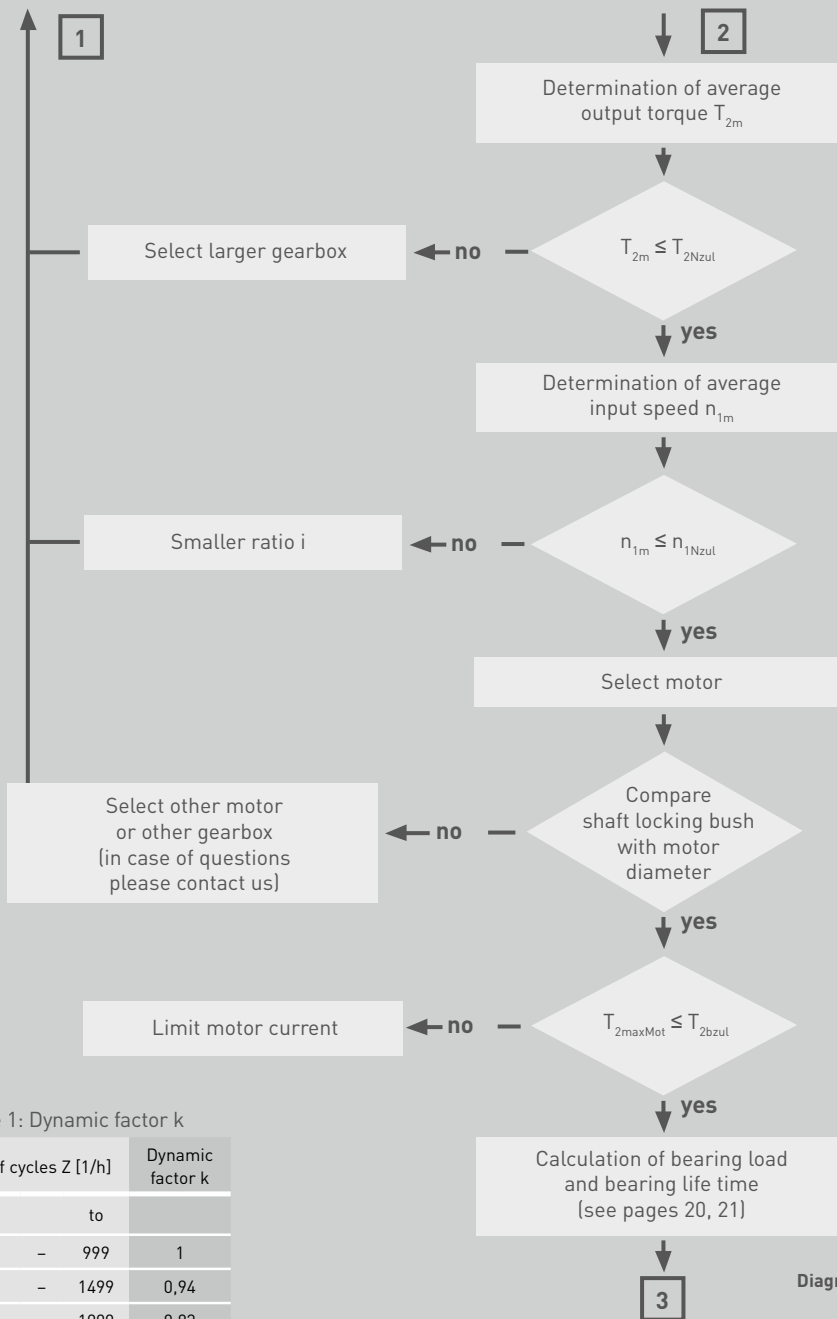 1
2
Determination of average
output torque T2m
Select larger gearbox
no
T2m ≤ T2Nzul
yes
Determination of average
input speed n1m
Smaller ratio i
no
n1m ≤ n1Nzul
yes
Select motor
Compare
shaft locking bush
with motor
diameter
no
Select other motor
or other gearbox
(in case of questions
please contact us)
yes
Limit motor current
no
T2maxMot ≤ T2bzul
yes
Calculation of bearing load
and bearing life time
(see pages 20, 21)
3
1: Dynamic factor k
cycles Z [1/h] Dynamic
factor k
to
– 999 1
– 1499 0,94